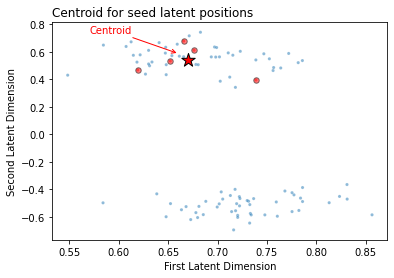 Centroid for seed latent positions
Centroid
Second Latent Dimension
0.8
0.6
0.4
0.2
0.0
−0.2
−0.4
−0.6
0.55 0.60 0.65 0.70 0.75 0.80 0.85
First Latent Dimension